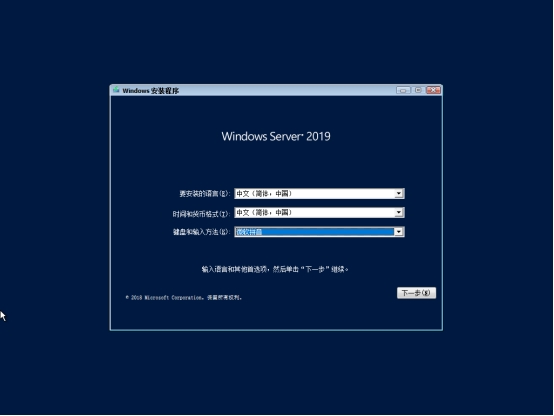 Windows 安装程序
Windows Server 2019
要安装的语言(E): 中文(简体，中国)
时间和货币格式(T): 中文(简体，中国)
键盘和输入方法(K): 微软拼音
输入语言和其他首选项，然后单击“下一步”继续。
© 2018 Microsoft Corporation。保留所有权利。
下一步(N)